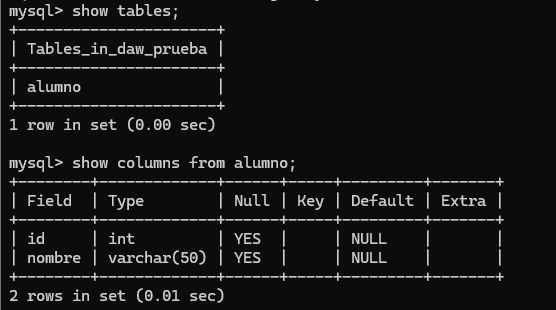 mysql> show tables;
+----------------------+
| Tables_in_daw_prueba |
+----------------------+
| alumno               |
+----------------------+
1 row in set (0.00 sec)

mysql> show columns from alumno;
+--------+-------------+------+-----+---------+-------+
| Field  | Type        | Null | Key | Default | Extra |
+--------+-------------+------+-----+---------+-------+
| id     | int         | YES  |     | NULL    |       |
| nombre | varchar(50) | YES  |     | NULL    |       |
+--------+-------------+------+-----+---------+-------+
2 rows in set (0.01 sec)